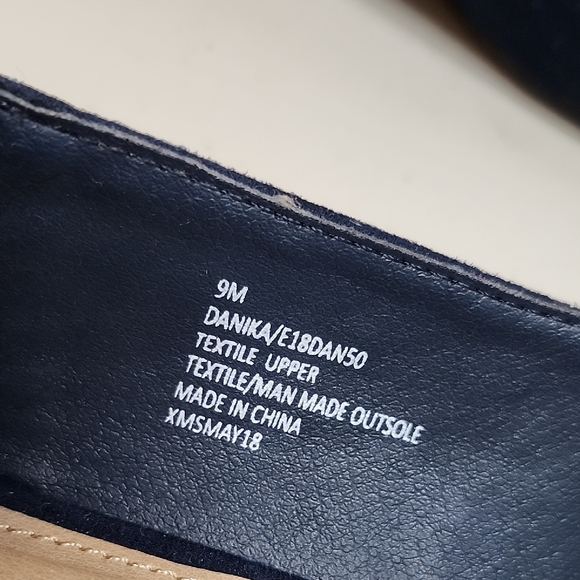 9M
DANIKA/E18DAN50
TEXTILE UPPER
TEXTILE/MAN MADE OUTSOLE
MADE IN CHINA
XMSMAY18